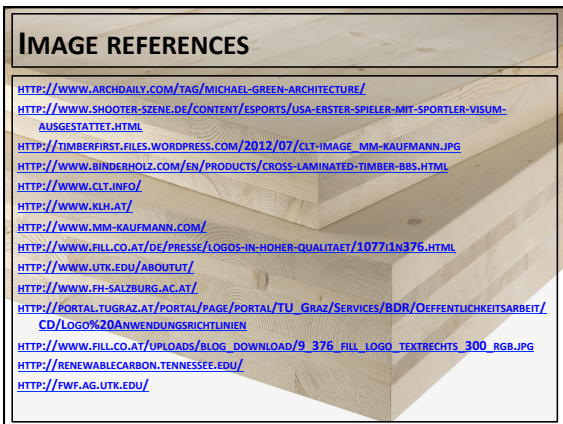 IMAGE REFERENCES
HTTP://WWW.ARCHDAILY.COM/TAG/MICHAEL-GREEN-ARCHITECTURE/
HTTP://WWW.SHOOTER-SZENE.DE/CONTENT/ESPORTS/USA-ERSTER-SPIELER-MIT-SPORTLER-VISUM-
AUSGESTATTET.HTML
HTTP://TIMBERFIRST.FILES.WORDPRESS.COM/2012/07/CLT-IMAGE_MM-KAUFMANN.JPG
HTTP://WWW.BINDERHOLZ.COM/EN/PRODUCTS/CROSS-LAMINATED-TIMBER-BBS.HTML
HTTP://WWW.CLT.INFO/
HTTP://WWW.KLH.AT/
HTTP://WWW.MM-KAUFMANN.COM/
HTTP://WWW.FILL.CO.AT/DE/PRESSE/LOGOS-IN-HOHER-QUALITAET/1077I1N376.HTML
HTTP://WWW.UTK.EDU/ABOUTUT/
HTTP://WWW.FH-SALZBURG.AC.AT/
HTTP://PORTAL.TUGRAZ.AT/PORTAL/PAGE/PORTAL/TU_GRAZ/SERVICES/BDR/OEFFENTLICHKEITSARBEIT/
CD/LOGO%20ANWENDUNGSRICHTLINIEN
HTTP://WWW.FILL.CO.AT/UPLOADS/BLOG_DOWNLOAD/9_376_FILL_LOGO_TEXTRECHTS_300_RGB.JPG
HTTP://RENEWABLECARBON.TENNESSEE.EDU/
HTTP://FWF.AG.UTK.EDU/